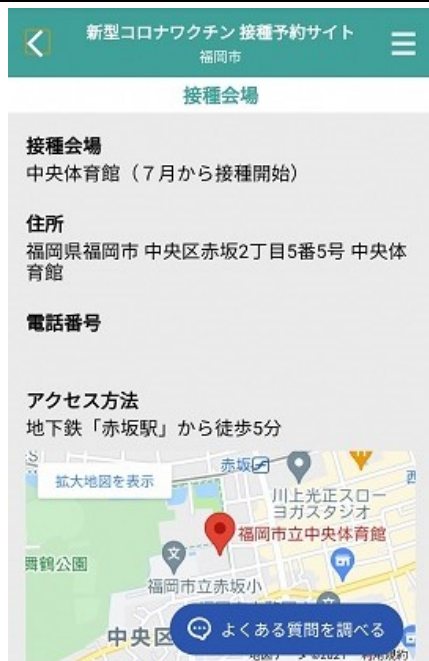 新型コロナワクチン 接種予約サイト
福岡市
接種会場
接種会場
中央体育館（７月から接種開始）
住所
福岡県福岡市 中央区赤坂2丁目5番5号 中央体
育館
電話番号
アクセス方法
地下鉄「赤坂駅」から徒歩5分
拡大地図を表示
赤坂
西
川上光正スロー
ヨガスタジオ
福岡市立中央体育館
舞鶴公園
福岡市立赤坂小
中央区
よくある質問を調べる